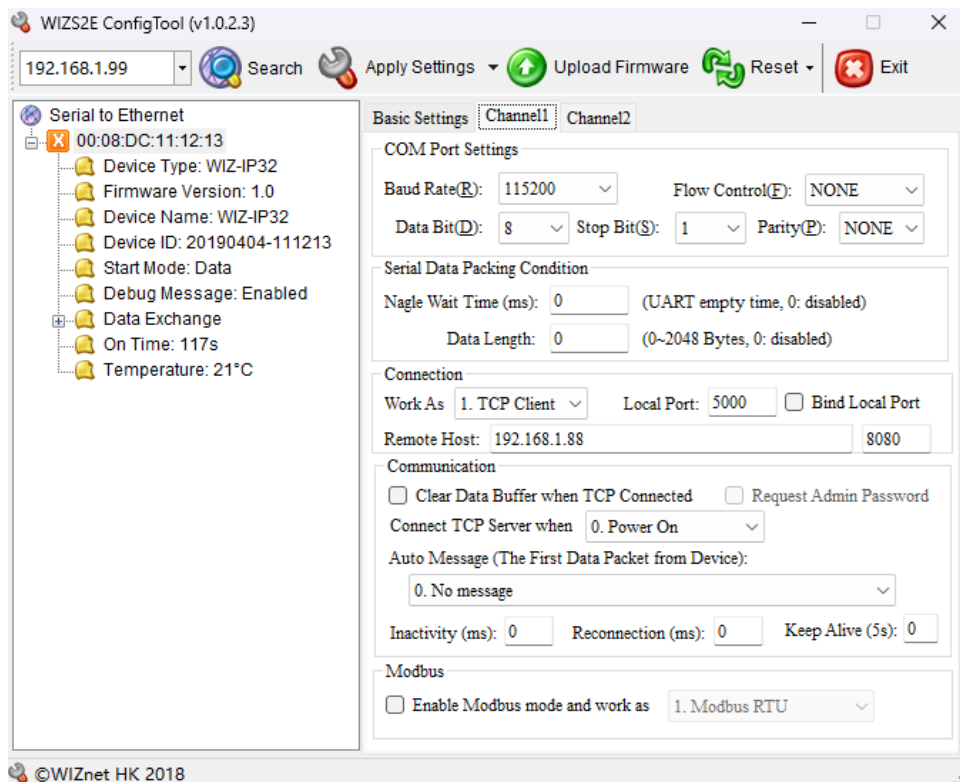 WIZS2E ConfigTool (v1.0.2.3)
192.168.1.99 Search Apply Settings Upload Firmware Reset Exit
Serial to Ethernet
00:08:DC:11:12:13
Device Type: WIZ-IP32
Firmware Version: 1.0
Device Name: WIZ-IP32
Device ID: 20190404-111213
Start Mode: Data
Debug Message: Enabled
Data Exchange
On Time: 117s
Temperature: 21°C
Basic Settings Channel1 Channel2
COM Port Settings
Baud Rate(R): 115200 Flow Control(F): NONE
Data Bit(D): 8 Stop Bit(S): 1 Parity(P): NONE
Serial Data Packing Condition
Nagle Wait Time (ms): 0 (UART empty time, 0: disabled)
Data Length: 0 (0~2048 Bytes, 0: disabled)
Connection
Work As 1. TCP Client Local Port: 5000 Bind Local Port
Remote Host: 192.168.1.88 8080
Communication
Clear Data Buffer when TCP Connected Request Admin Password
Connect TCP Server when 0. Power On
Auto Message (The First Data Packet from Device):
0. No message
Inactivity (ms): 0 Reconnection (ms): 0 Keep Alive (5s): 0
Modbus
Enable Modbus mode and work as 1. Modbus RTU
©WIZnet HK 2018